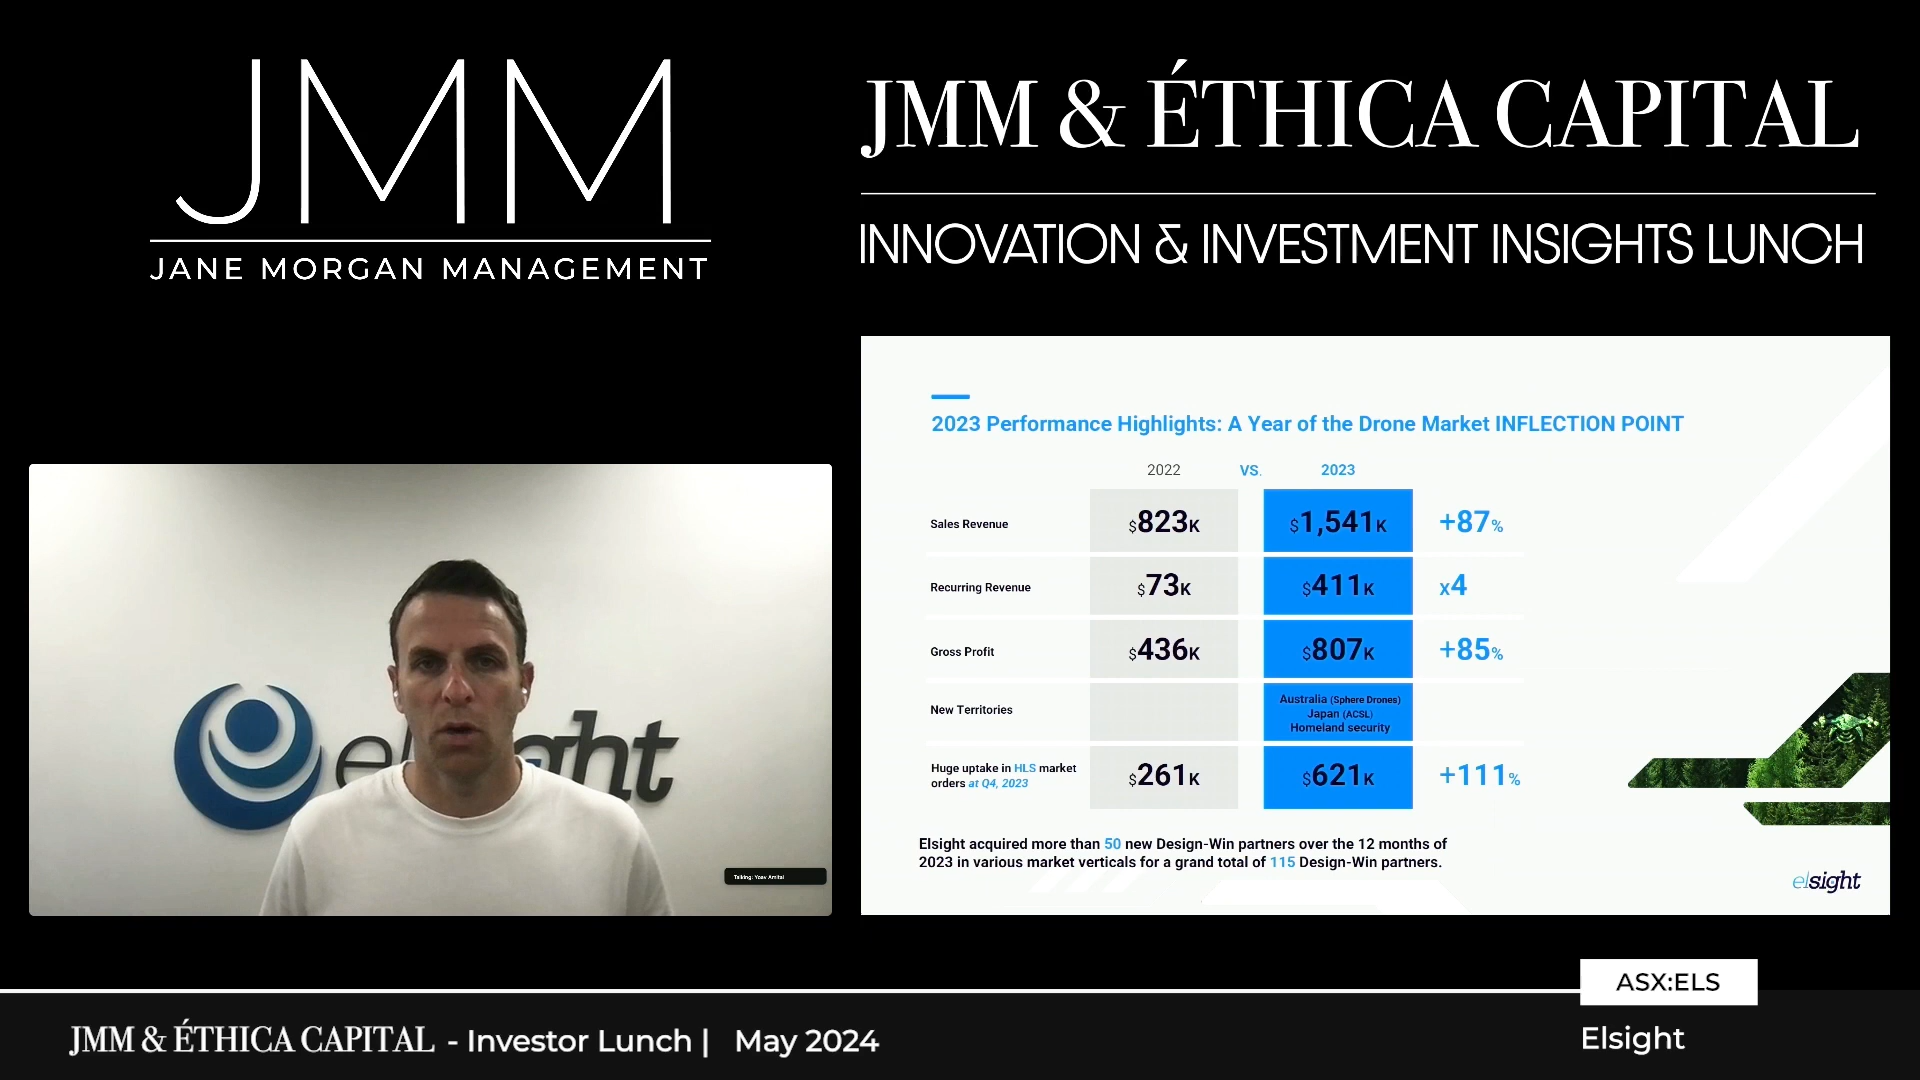 JMM
JANE MORGAN MANAGEMENT
JMM & ÉTHICA CAPITAL
INNOVATION & INVESTMENT INSIGHTS LUNCH
2023 Performance Highlights: A Year of the Drone Market INFLECTION POINT
2022 VS. 2023
Sales Revenue $823K $1,541K +87%
Recurring Revenue $73K $411K x4
Gross Profit $436K $807K +85%
New Territories
Australia (Sphere Drones)
Japan (ACSL)
Homeland security
Huge uptake in HLS market
orders at Q4, 2023
$261K $621K +111%
Elsight acquired more than 50 new Design-Win partners over the 12 months of
2023 in various market verticals for a grand total of 115 Design-Win partners.
elsight
elsight
Talking: Yoav Amitai
ASX:ELS
JMM & ÉTHICA CAPITAL - Investor Lunch | May 2024
Elsight